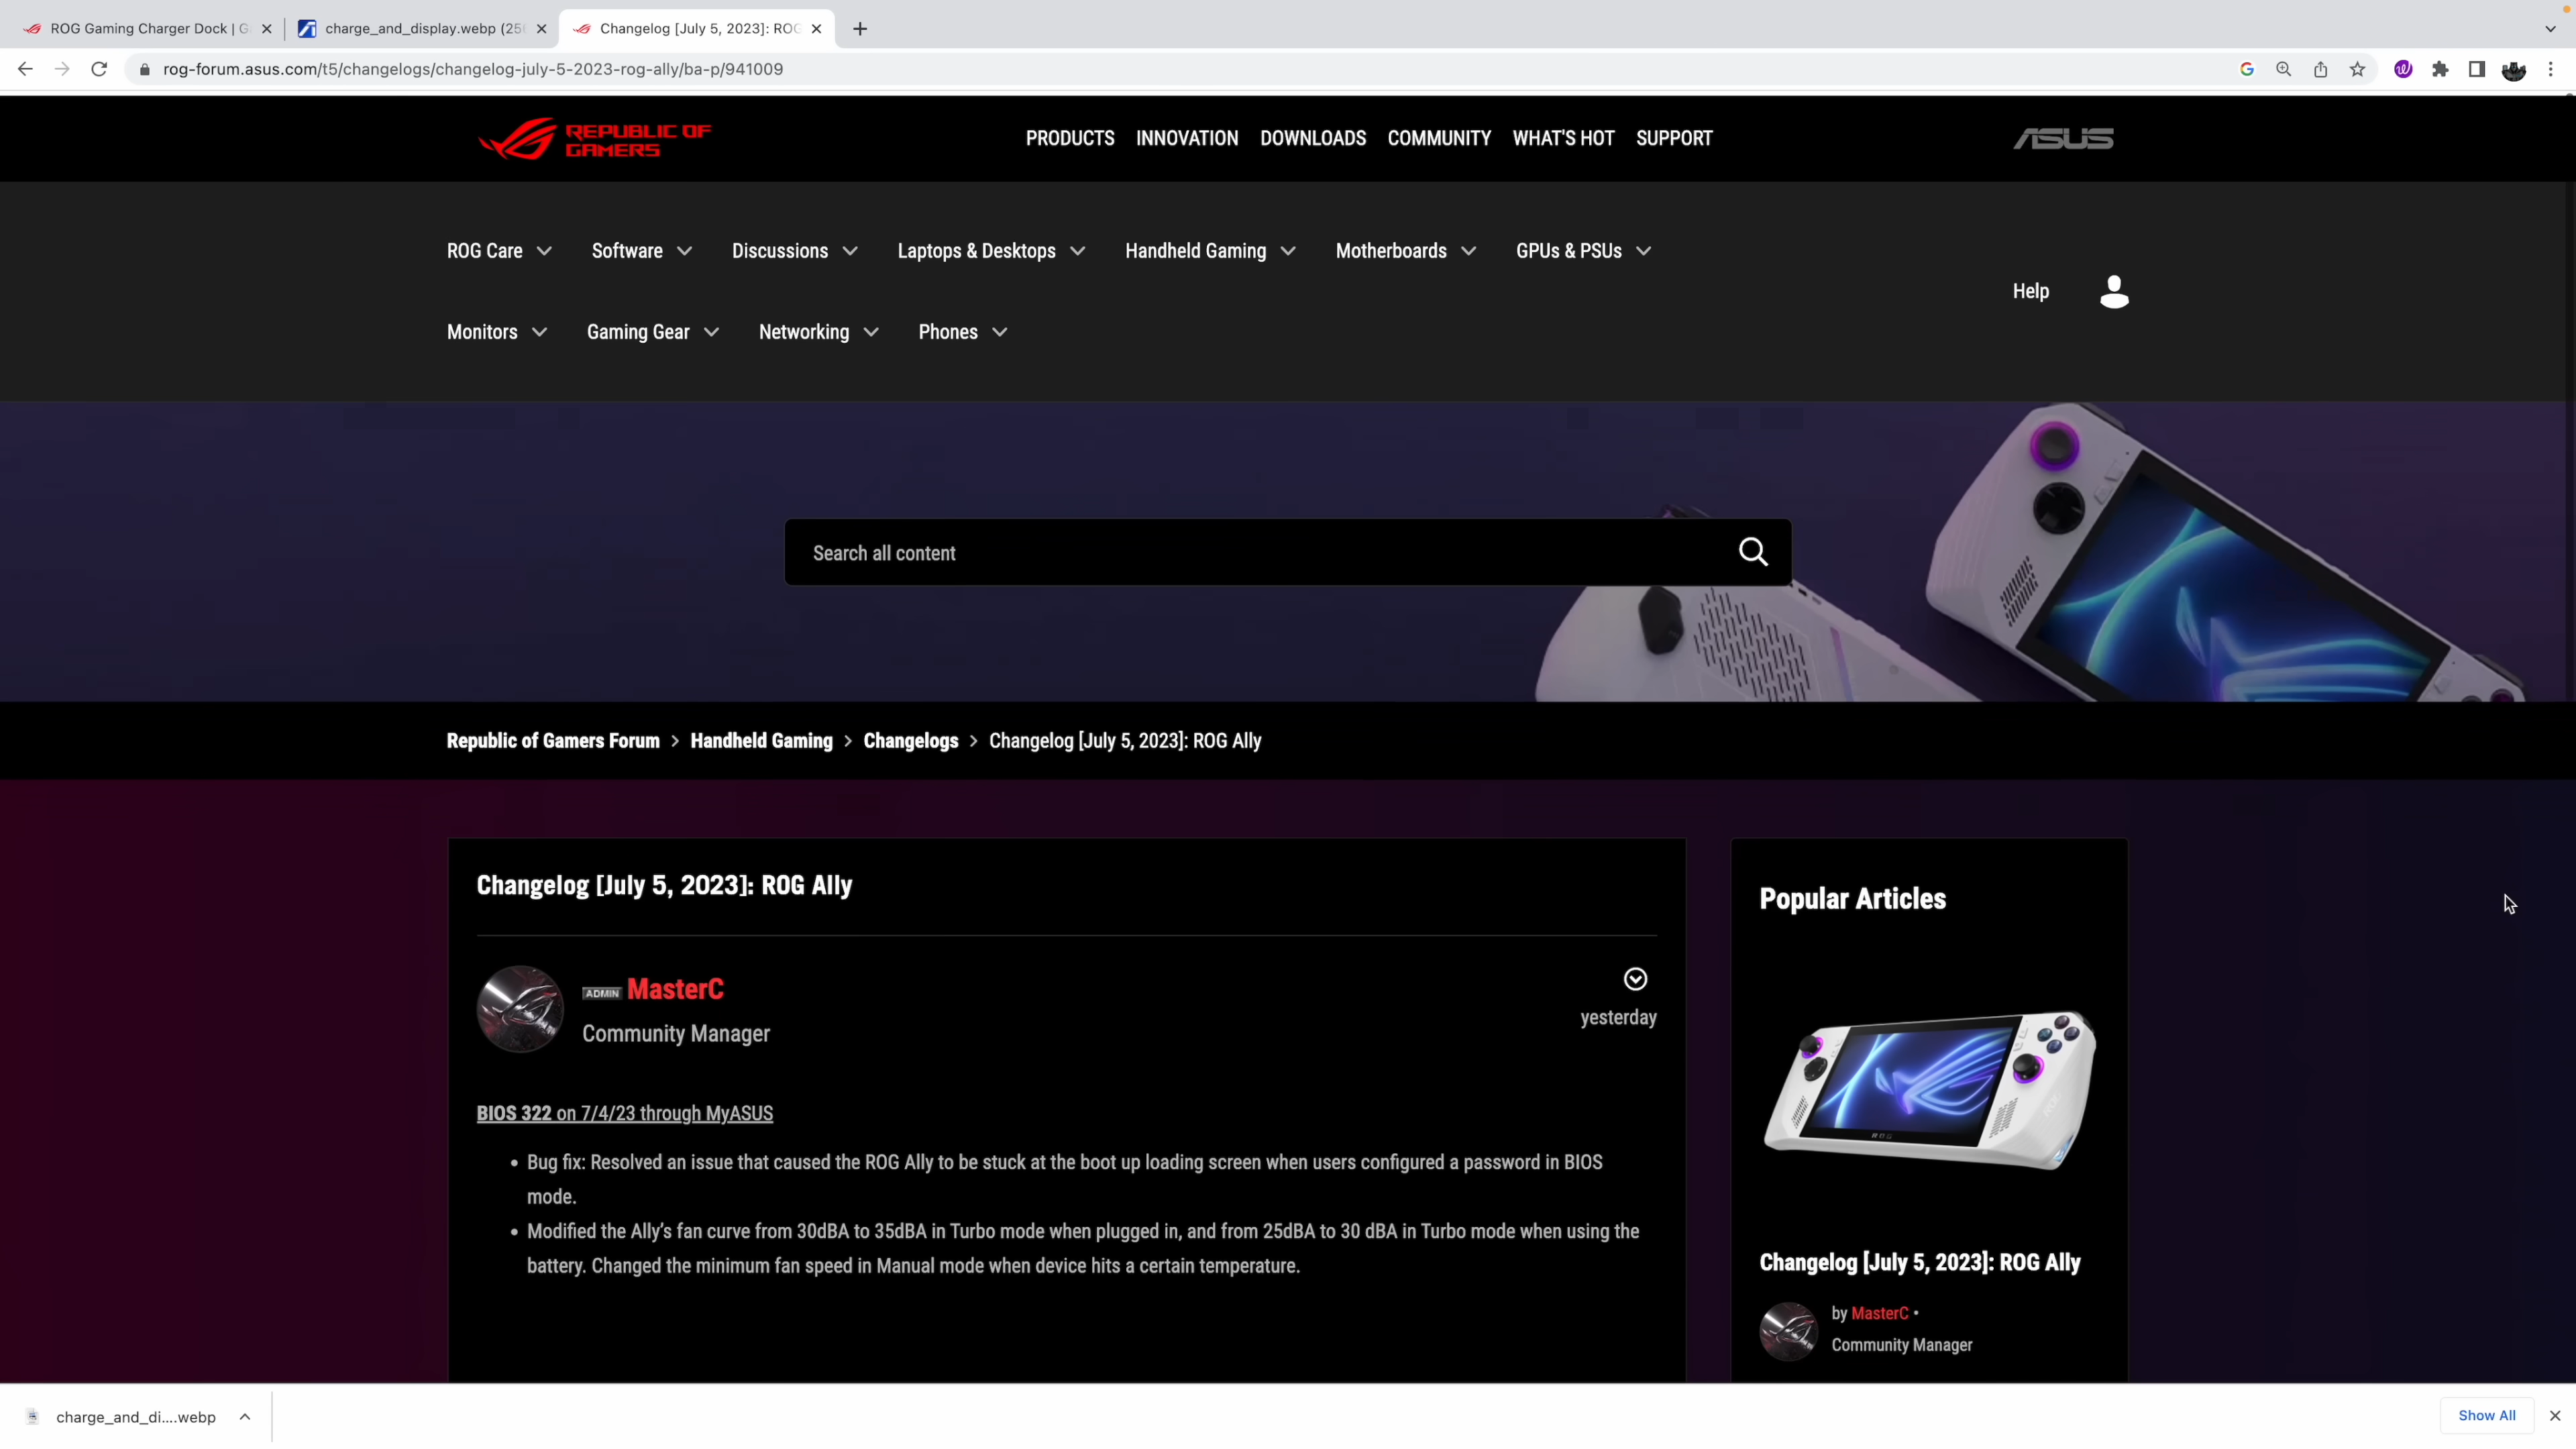 ROG Gaming Charger Dock | G
charge_and_display.webp (256
Changelog [July 5, 2023]: ROG
rog-forum.asus.com/t5/changelogs/changelog-july-5-2023-rog-ally/ba-p/941009
REPUBLIC OF
GAMERS
PRODUCTS INNOVATION DOWNLOADS COMMUNITY WHAT'S HOT SUPPORT
ASUS
ROG Care Software Discussions Laptops & Desktops Handheld Gaming Motherboards GPUs & PSUs
Help
Monitors Gaming Gear Networking Phones
Search all content
Republic of Gamers Forum > Handheld Gaming > Changelogs > Changelog [July 5, 2023]: ROG Ally
Changelog [July 5, 2023]: ROG Ally
ADMIN MasterC
Community Manager
yesterday
BIOS 322 on 7/4/23 through MyASUS
• Bug fix: Resolved an issue that caused the ROG Ally to be stuck at the boot up loading screen when users configured a password in BIOS
mode.
• Modified the Ally's fan curve from 30dBA to 35dBA in Turbo mode when plugged in, and from 25dBA to 30 dBA in Turbo mode when using the
battery. Changed the minimum fan speed in Manual mode when device hits a certain temperature.
Popular Articles
Changelog [July 5, 2023]: ROG Ally
by MasterC •
Community Manager
charge_and_di....webp
Show All